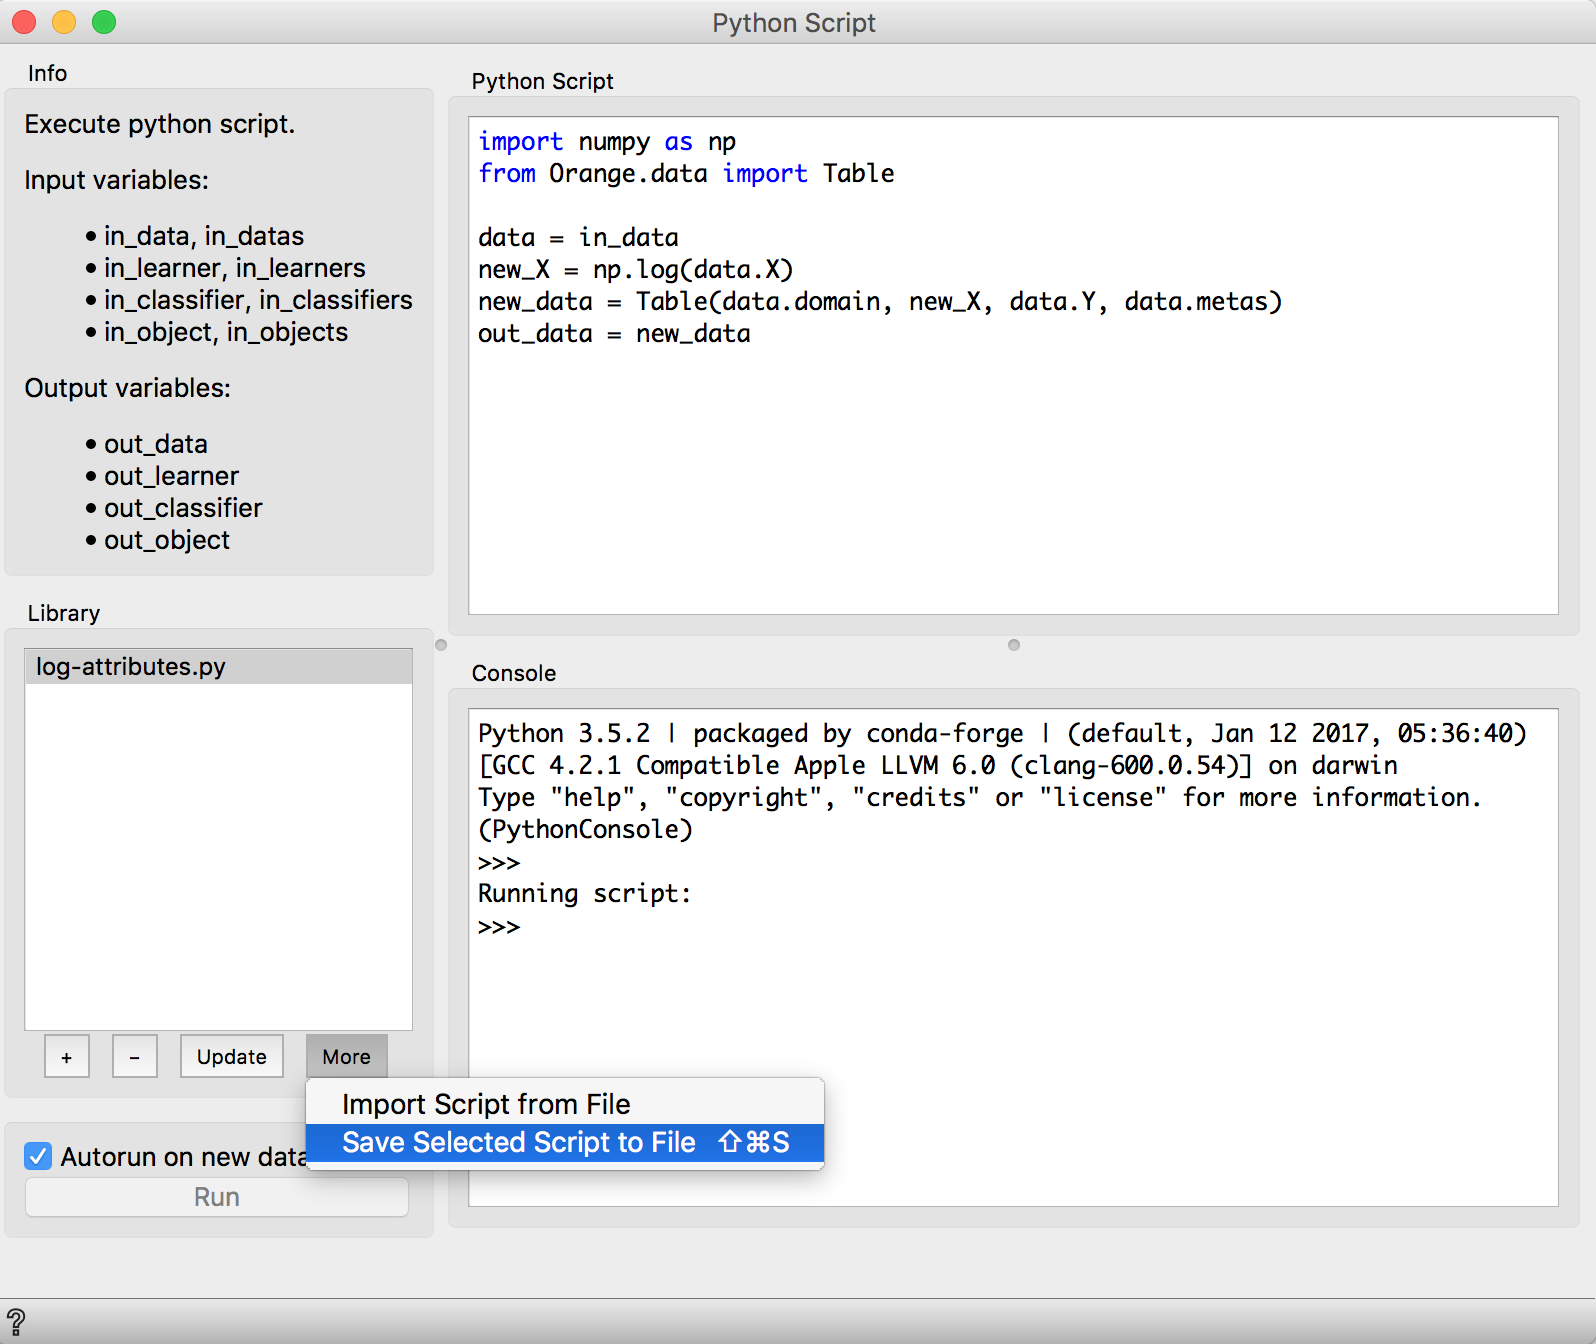 Python Script
Info
Execute python script.
Input variables:
• in_data, in_datas
• in_learner, in_learners
• in_classifier, in_classifiers
• in_object, in_objects
Output variables:
• out_data
• out_learner
• out_classifier
• out_object
Library
log-attributes.py
+ – Update More
Import Script from File
Save Selected Script to File ⇧⌘S
Autorun on new data
Run
Python Script
import numpy as np
from Orange.data import Table
data = in_data
new_X = np.log(data.X)
new_data = Table(data.domain, new_X, data.Y, data.metas)
out_data = new_data
Console
Python 3.5.2 | packaged by conda-forge | (default, Jan 12 2017, 05:36:40)
[GCC 4.2.1 Compatible Apple LLVM 6.0 (clang-600.0.54)] on darwin
Type "help", "copyright", "credits" or "license" for more information.
(PythonConsole)
>>>
Running script:
>>>
?